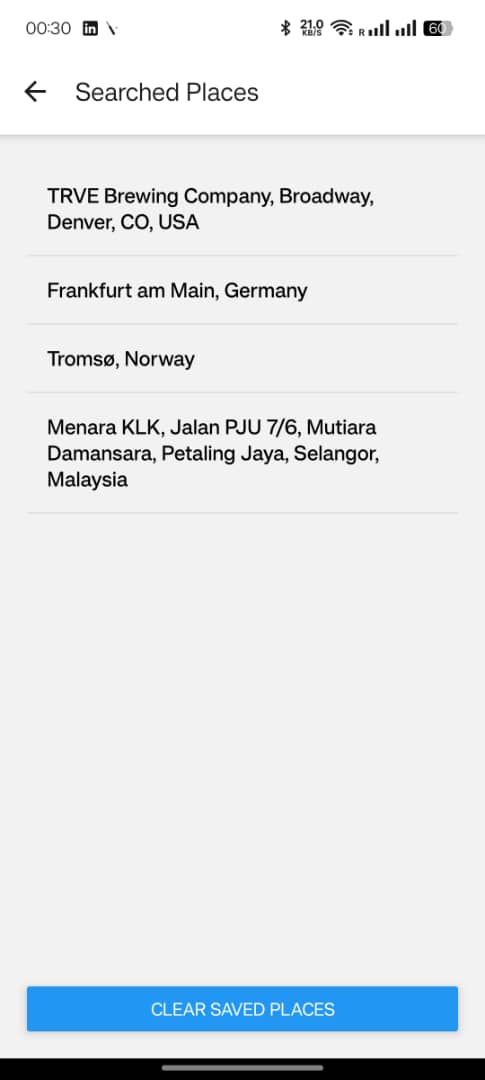 00:30 in
21.0
KB/S
R
60
Searched Places
TRVE Brewing Company, Broadway,
Denver, CO, USA
Frankfurt am Main, Germany
Tromsø, Norway
Menara KLK, Jalan PJU 7/6, Mutiara
Damansara, Petaling Jaya, Selangor,
Malaysia
CLEAR SAVED PLACES